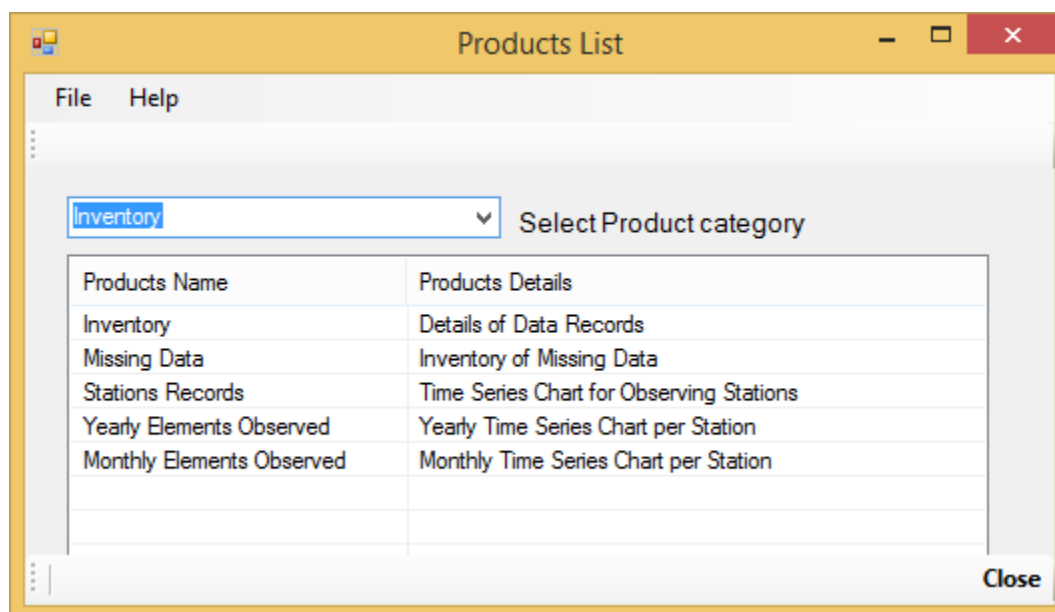 Products List
File Help
Inventory Select Product category
Products Name Products Details
Inventory Details of Data Records
Missing Data Inventory of Missing Data
Stations Records Time Series Chart for Observing Stations
Yearly Elements Observed Yearly Time Series Chart per Station
Monthly Elements Observed Monthly Time Series Chart per Station
Close